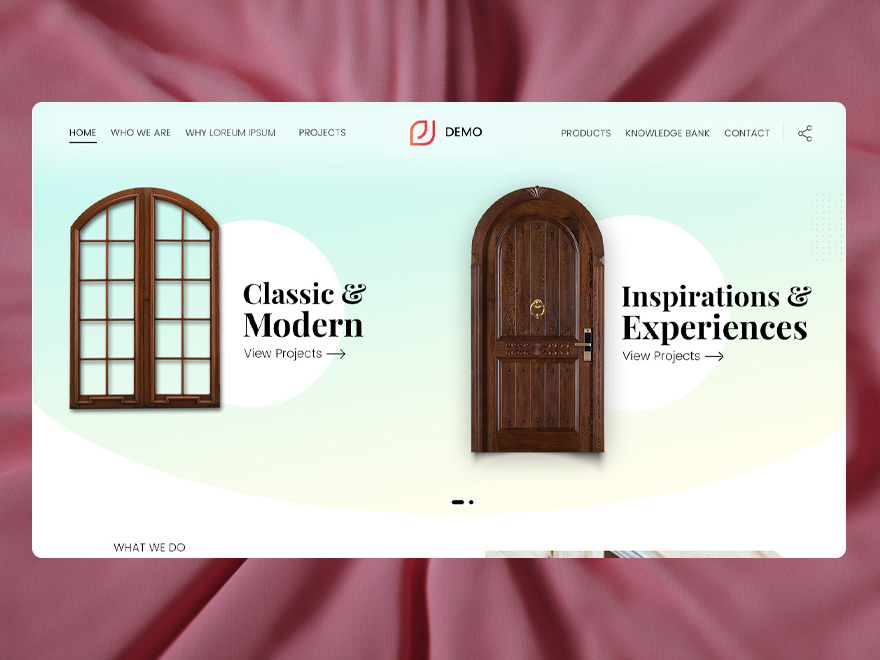 HOME WHO WE ARE WHY LOREUM IPSUM PROJECTS DEMO PRODUCTS KNOWLEDGE BANK CONTACT
Classic &
Modern
View Projects
Inspirations &
Experiences
View Projects
WHAT WE DO